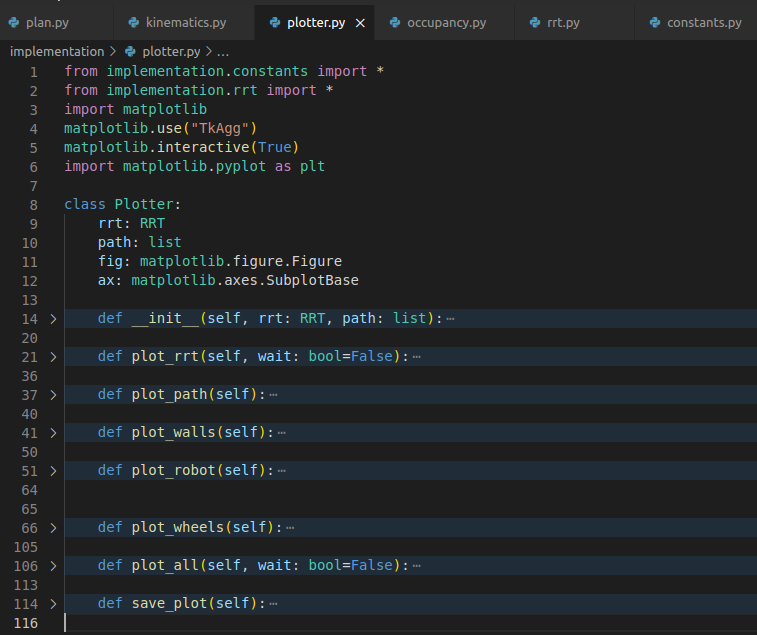 plan.py kinematics.py plotter.py × occupancy.py rrt.py constants.py
implementation > plotter.py > ...
1 from implementation.constants import *
2 from implementation.rrt import *
3 import matplotlib
4 matplotlib.use("TkAgg")
5 matplotlib.interactive(True)
6 import matplotlib.pyplot as plt
7
8 class Plotter:
9 rrt: RRT
10 path: list
11 fig: matplotlib.figure.Figure
12 ax: matplotlib.axes.SubplotBase
13
14 > def __init__(self, rrt: RRT, path: list):⋯
20
21 > def plot_rrt(self, wait: bool=False):⋯
36
37 > def plot_path(self):⋯
40
41 > def plot_walls(self):⋯
50
51 > def plot_robot(self):⋯
64
65
66 > def plot_wheels(self):⋯
105
106 > def plot_all(self, wait: bool=False):⋯
113
114 > def save_plot(self):⋯
116